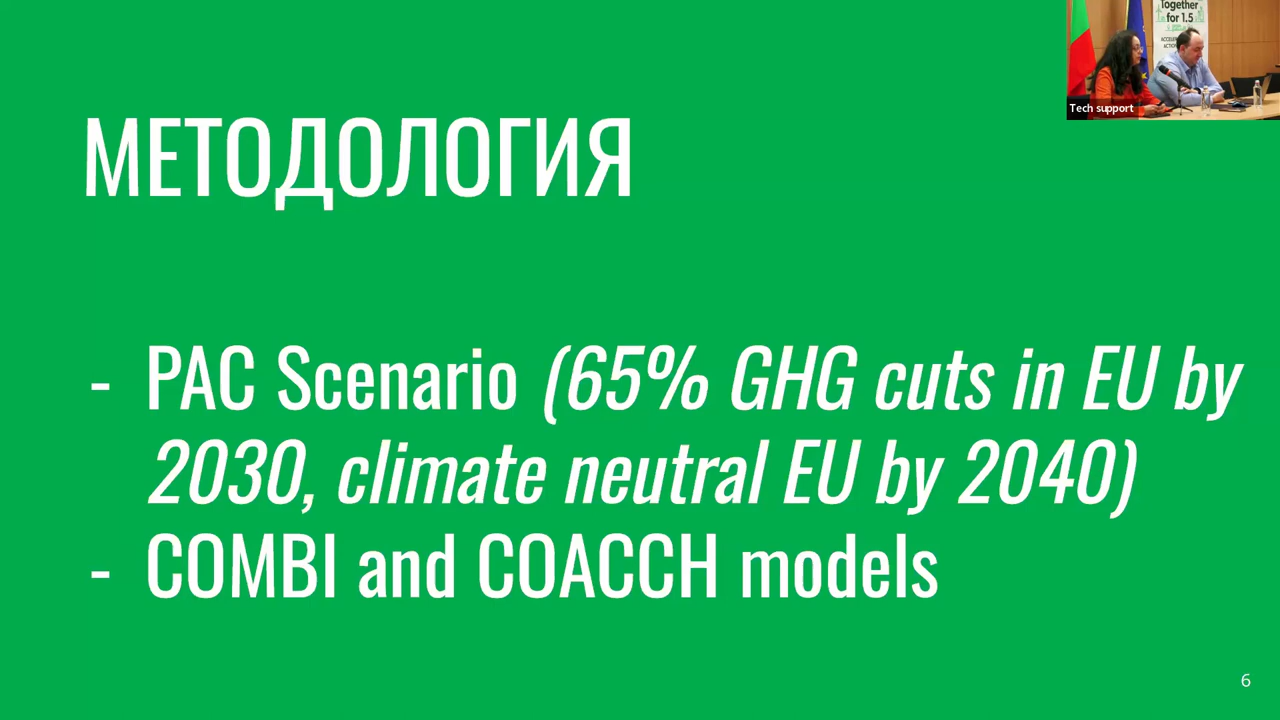 Together
for 1.5
Tech support
МЕТОДОЛОГИЯ
- PAC Scenario (65% GHG cuts in EU by
2030, climate neutral EU by 2040)
- COMBI and COACCH models
6